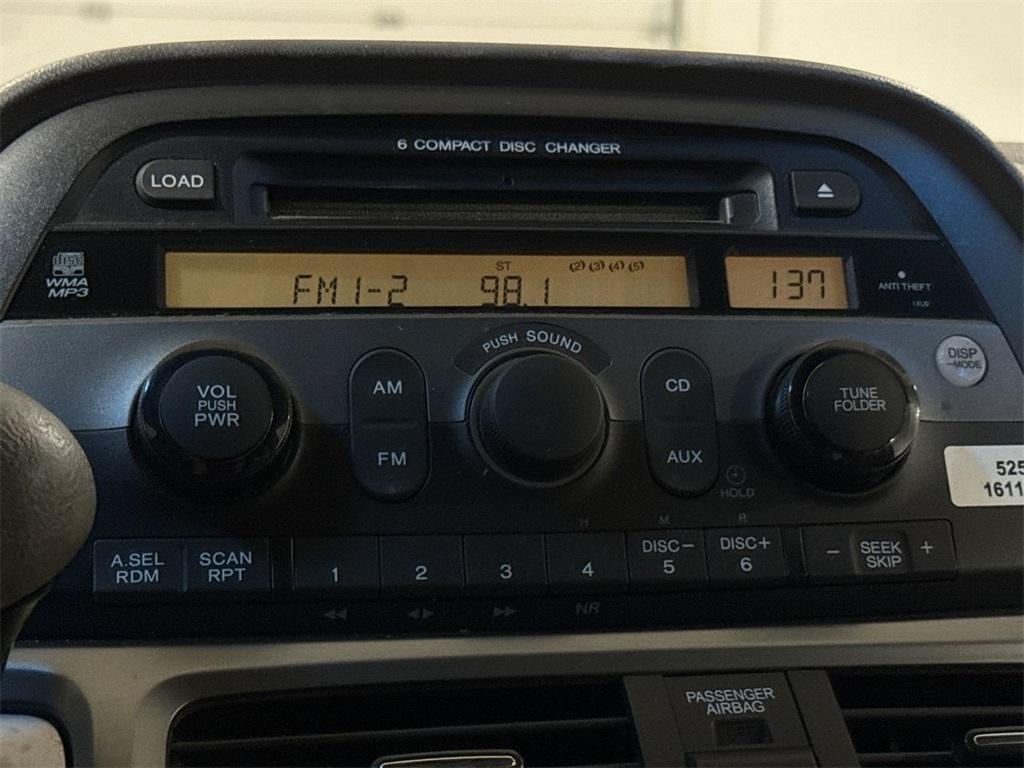 6 COMPACT DISC CHANGER
LOAD
disc
WMA
MP3
ST (2) (3) (4) (5)
FM1-2 98.1
137
ANTI THEFT
PUSH SOUND
DISP
MODE
VOL
PUSH
PWR
AM
FM
CD
AUX
TUNE
FOLDER
HOLD
525
1611
H M R
A.SEL
RDM
SCAN
RPT
1
2
3
4
DISC-
5
DISC+
6
- SEEK +
SKIP
NR
PASSENGER
AIRBAG